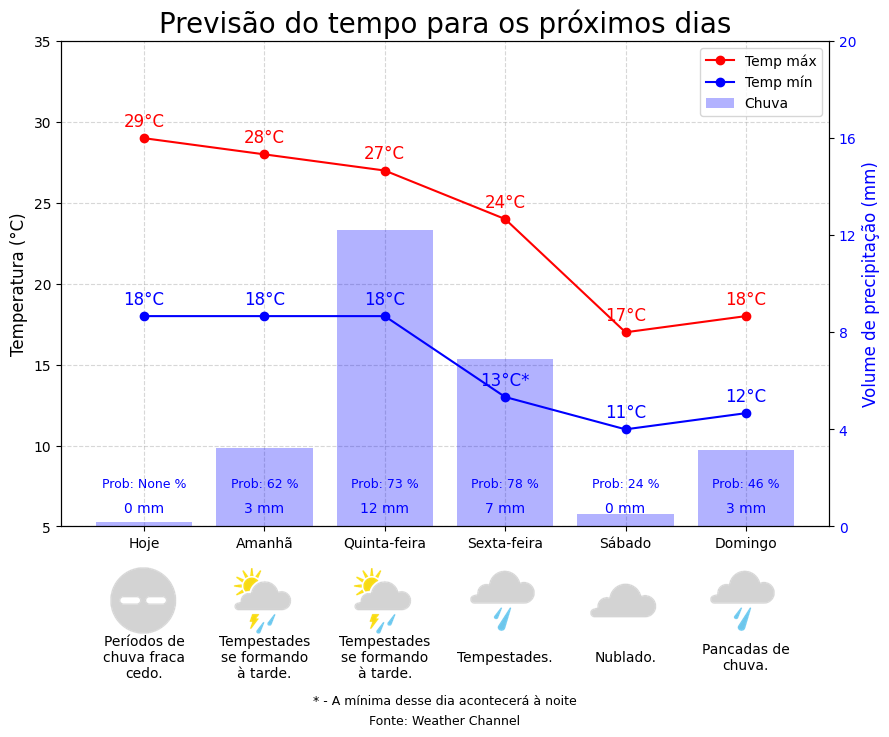 Previsão do tempo para os próximos dias
35
30
25
20
15
10
5
Temperatura (°C)
20
16
12
8
4
0
Volume de precipitação (mm)
Temp máx
Temp mín
Chuva
29°C
28°C
27°C
24°C
17°C
18°C
18°C
18°C
18°C
13°C*
11°C
12°C
Prob: None %
Prob: 62 %
Prob: 73 %
Prob: 78 %
Prob: 24 %
Prob: 46 %
0 mm
3 mm
12 mm
7 mm
0 mm
3 mm
Hoje
Amanhã
Quinta-feira
Sexta-feira
Sábado
Domingo
Períodos de
chuva fraca
cedo.
Tempestades
se formando
à tarde.
Tempestades
se formando
à tarde.
Tempestades.
Nublado.
Pancadas de
chuva.
* - A mínima desse dia acontecerá à noite
Fonte: Weather Channel